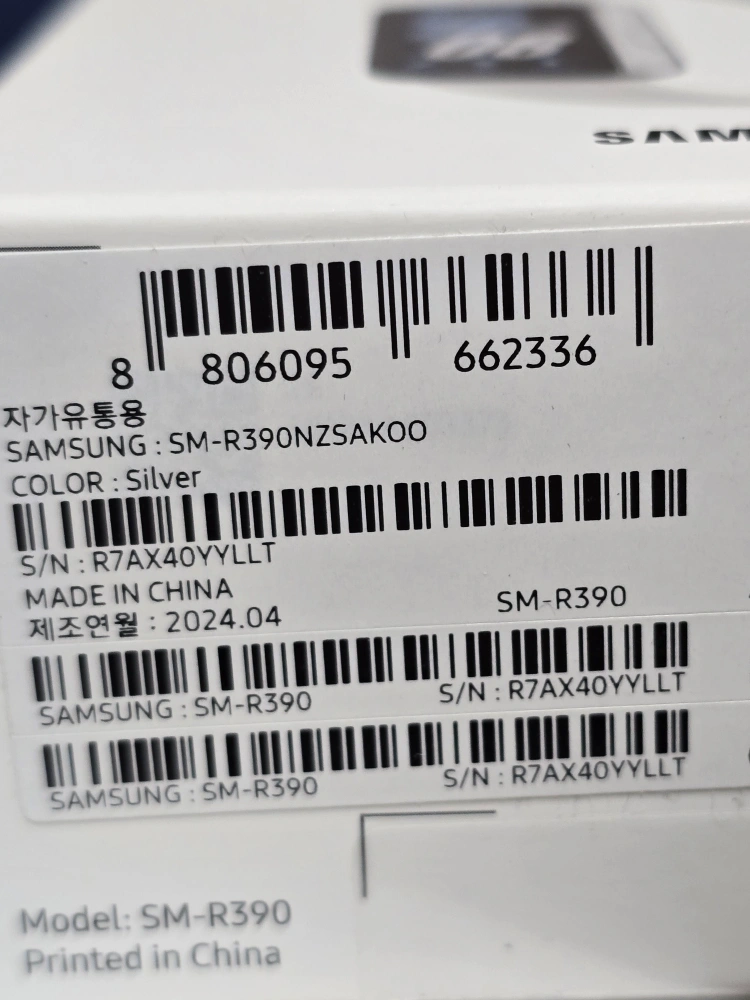 SAM
8 806095 662336
자가유통용
SAMSUNG : SM-R390NZSAKOO
COLOR : Silver
S/N : R7AX40YYLLT
MADE IN CHINA
제조연월 : 2024.04
SM-R390
SAMSUNG : SM-R390 S/N : R7AX40YYLLT
SAMSUNG : SM-R390 S/N : R7AX40YYLLT
Model: SM-R390
Printed in China